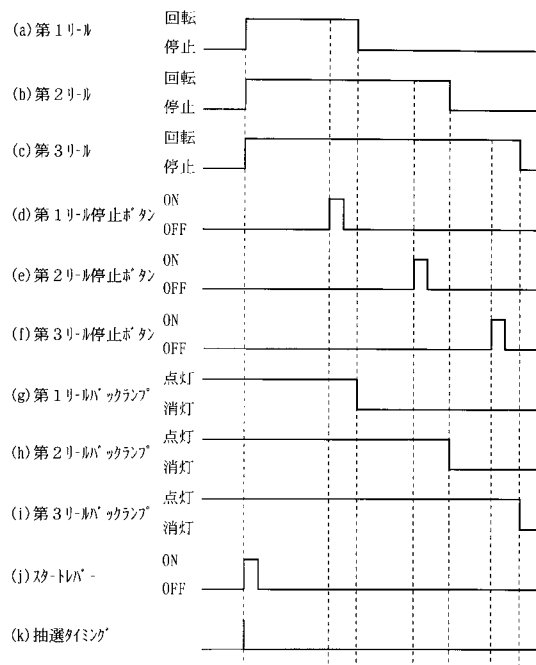 (a)第1リール
回転
停止
(b)第2リール
回転
停止
(c)第3リール
回転
停止
(d)第1リール停止ボタン
ON
OFF
(e)第2リール停止ボタン
ON
OFF
(f)第3リール停止ボタン
ON
OFF
(g)第1リールバックランプ
点灯
消灯
(h)第2リールバックランプ
点灯
消灯
(i)第3リールバックランプ
点灯
消灯
(j)スタートレバー
ON
OFF
(k)抽選タイミング